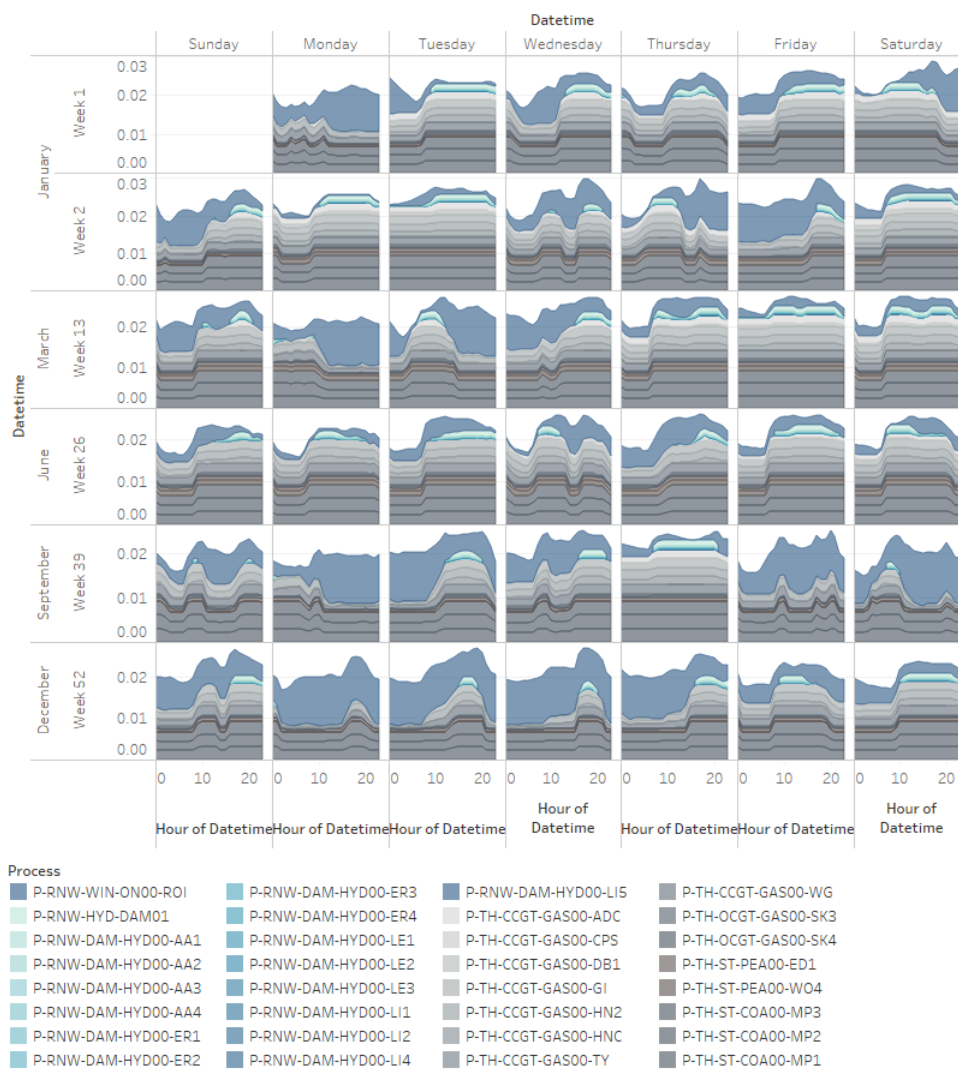 Datetime
Sunday Monday Tuesday Wednesday Thursday Friday Saturday
Datetime
January
Week 1
0.03
0.02
0.01
0.00
Week 2
0.03
0.02
0.01
0.00
March
Week 13
0.02
0.01
0.00
June
Week 26
0.02
0.01
0.00
September
Week 39
0.02
0.01
0.00
December
Week 52
0.02
0.01
0.00
0 10 20 0 10 20 0 10 20 0 10 20 0 10 20 0 10 20 0 10 20
Hour of Datetime Hour of Datetime Hour of Datetime Hour of Datetime Hour of Datetime Hour of Datetime Hour of Datetime
Process
P-RNW-WIN-ON00-ROI P-RNW-DAM-HYD00-ER3 P-RNW-DAM-HYD00-LI5 P-TH-CCGT-GAS00-WG
P-RNW-HYD-DAM01 P-RNW-DAM-HYD00-ER4 P-TH-CCGT-GAS00-ADC P-TH-OCGT-GAS00-SK3
P-RNW-DAM-HYD00-AA1 P-RNW-DAM-HYD00-LE1 P-TH-CCGT-GAS00-CPS P-TH-OCGT-GAS00-SK4
P-RNW-DAM-HYD00-AA2 P-RNW-DAM-HYD00-LE2 P-TH-CCGT-GAS00-DB1 P-TH-ST-PEA00-ED1
P-RNW-DAM-HYD00-AA3 P-RNW-DAM-HYD00-LE3 P-TH-CCGT-GAS00-GI P-TH-ST-PEA00-WO4
P-RNW-DAM-HYD00-AA4 P-RNW-DAM-HYD00-LI1 P-TH-CCGT-GAS00-HN2 P-TH-ST-COA00-MP3
P-RNW-DAM-HYD00-ER1 P-RNW-DAM-HYD00-LI2 P-TH-CCGT-GAS00-HNC P-TH-ST-COA00-MP2
P-RNW-DAM-HYD00-ER2 P-RNW-DAM-HYD00-LI4 P-TH-CCGT-GAS00-TY P-TH-ST-COA00-MP1